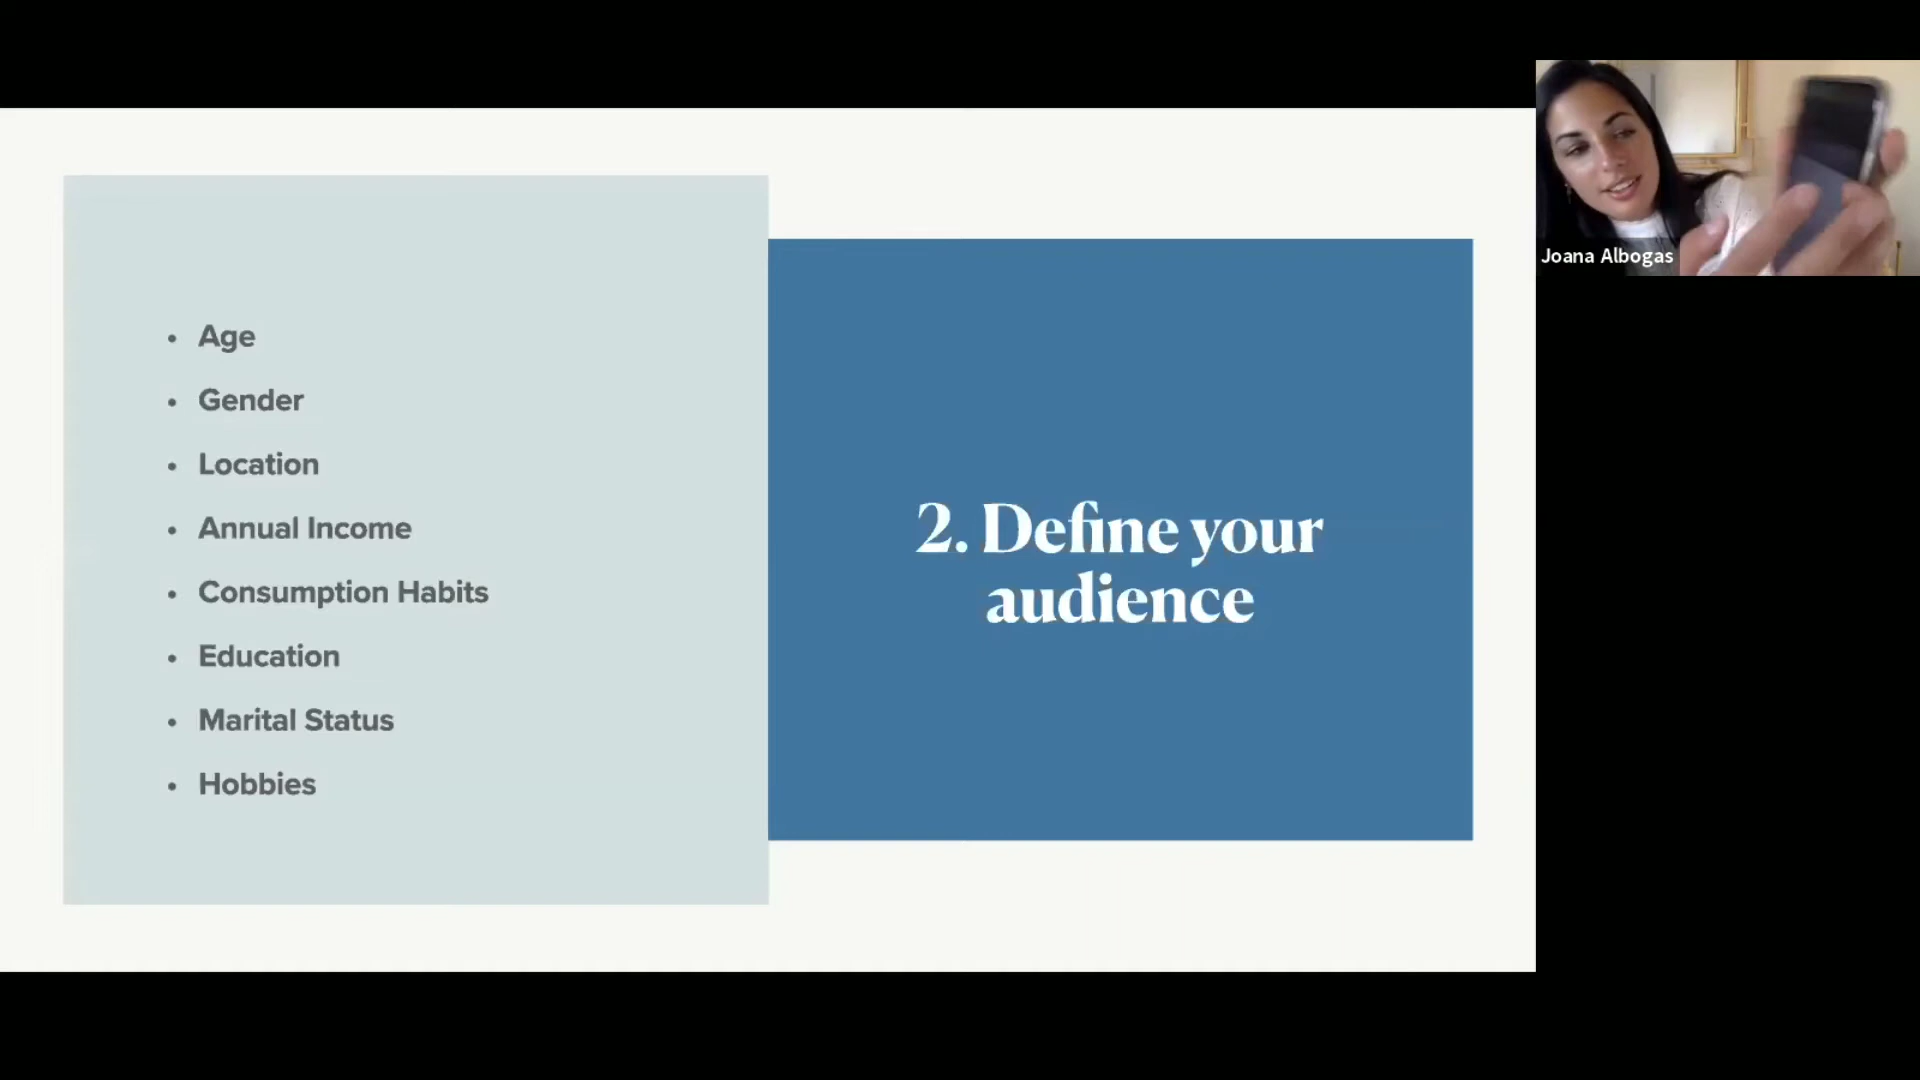 Age
Gender
Location
Annual Income
Consumption Habits
Education
Marital Status
Hobbies
2. Define your
audience
Joana Albogas